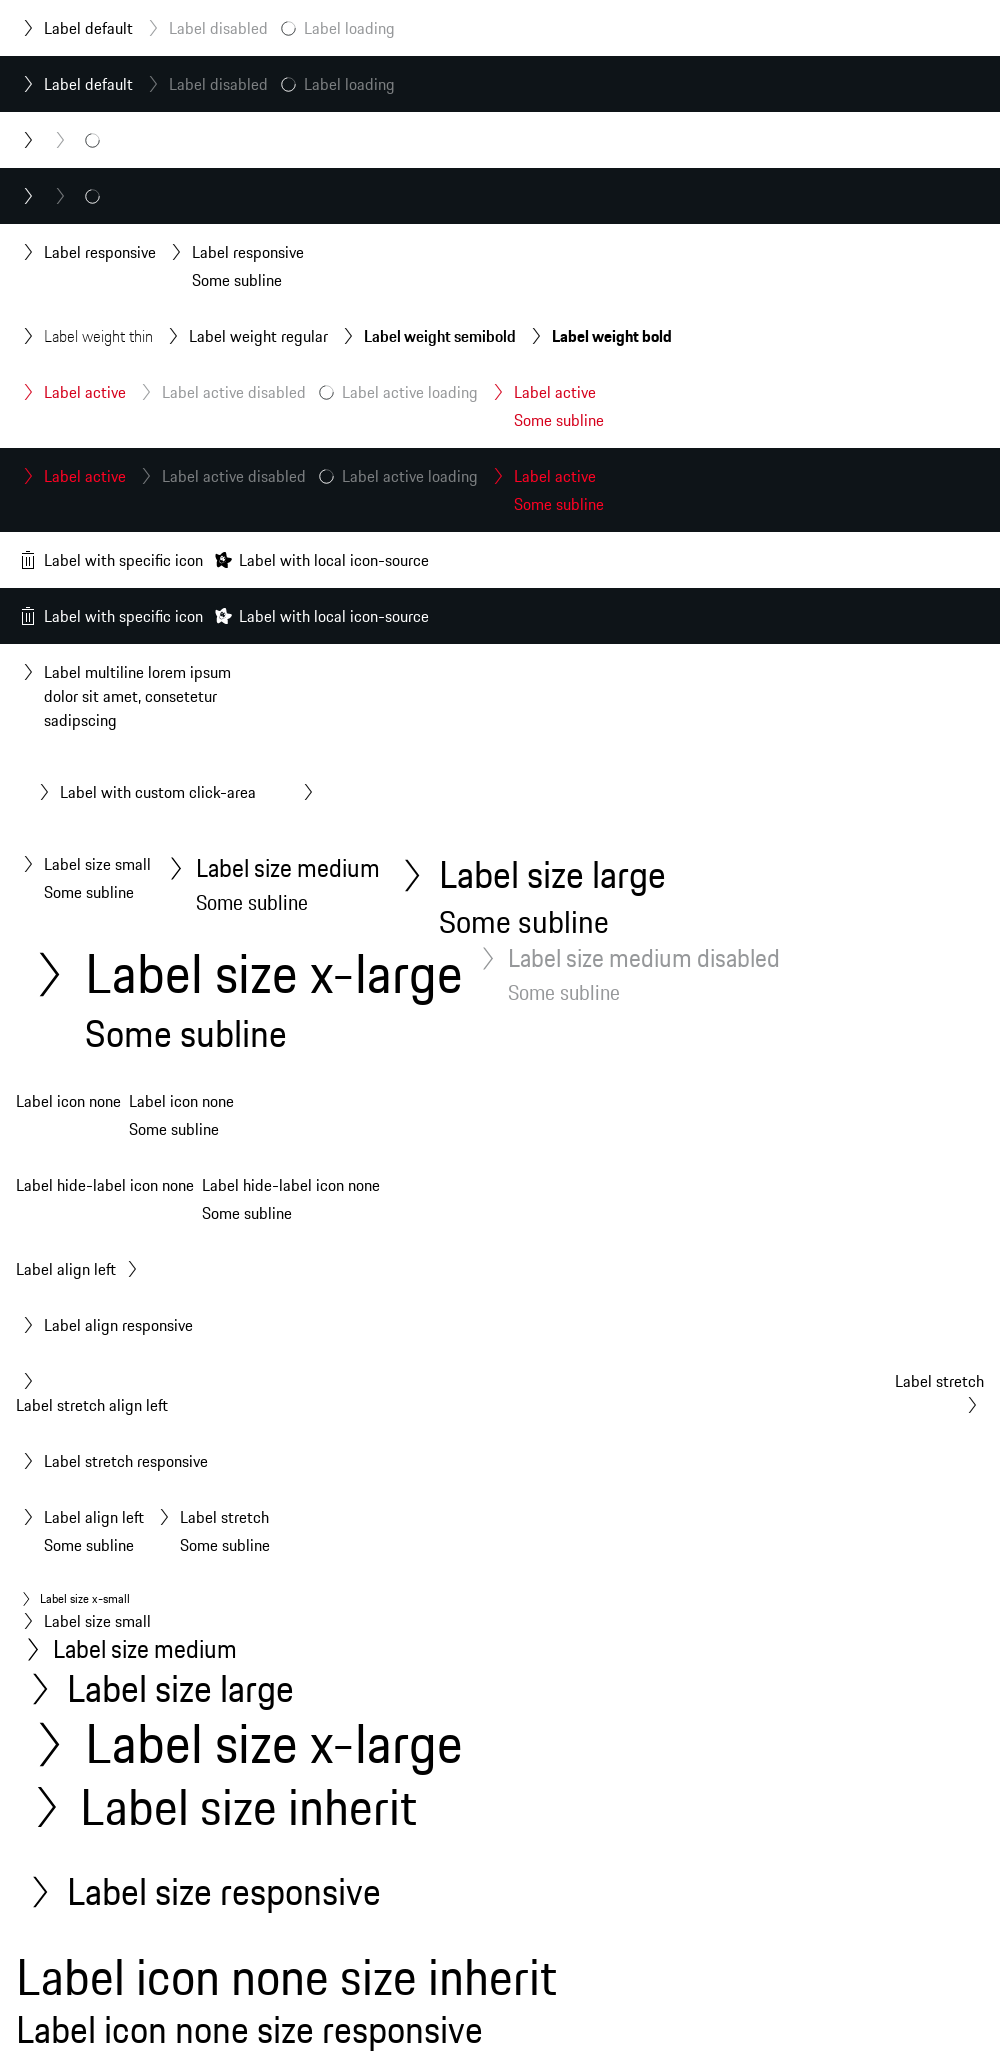 Label default Label disabled Label loading
Label default Label disabled Label loading
Label responsive Label responsive
Some subline
Label weight thin Label weight regular Label weight semibold Label weight bold
Label active Label active disabled Label active loading Label active
Some subline
Label active Label active disabled Label active loading Label active
Some subline
Label with specific icon Label with local icon-source
Label with specific icon Label with local icon-source
Label multiline lorem ipsum
dolor sit amet, consetetur
sadipscing
Label with custom click-area
Label size small Label size medium Label size large
Some subline Some subline Some subline
Label size x-large Label size medium disabled
Some subline Some subline
Label icon none Label icon none
Some subline
Label hide-label icon none Label hide-label icon none
Some subline
Label align left
Label align responsive
Label stretch
Label stretch align left
Label stretch responsive
Label align left Label stretch
Some subline Some subline
Label size x-small
Label size small
Label size medium
Label size large
Label size x-large
Label size inherit
Label size responsive
Label icon none size inherit
Label icon none size responsive